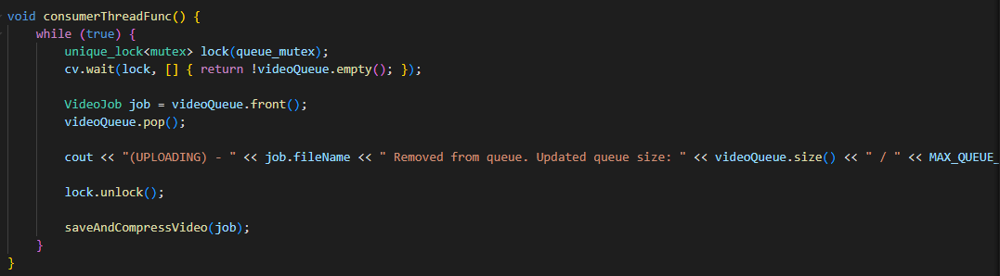 void consumerThreadFunc() {
    while (true) {
        unique_lock<mutex> lock(queue_mutex);
        cv.wait(lock, [] { return !videoQueue.empty(); });
        VideoJob job = videoQueue.front();
        videoQueue.pop();
        cout << "(UPLOADING) - " << job.fileName << " Removed from queue. Updated queue size: " << videoQueue.size() << " / " << MAX_QUEUE_
        lock.unlock();
        saveAndCompressVideo(job);
    }
}